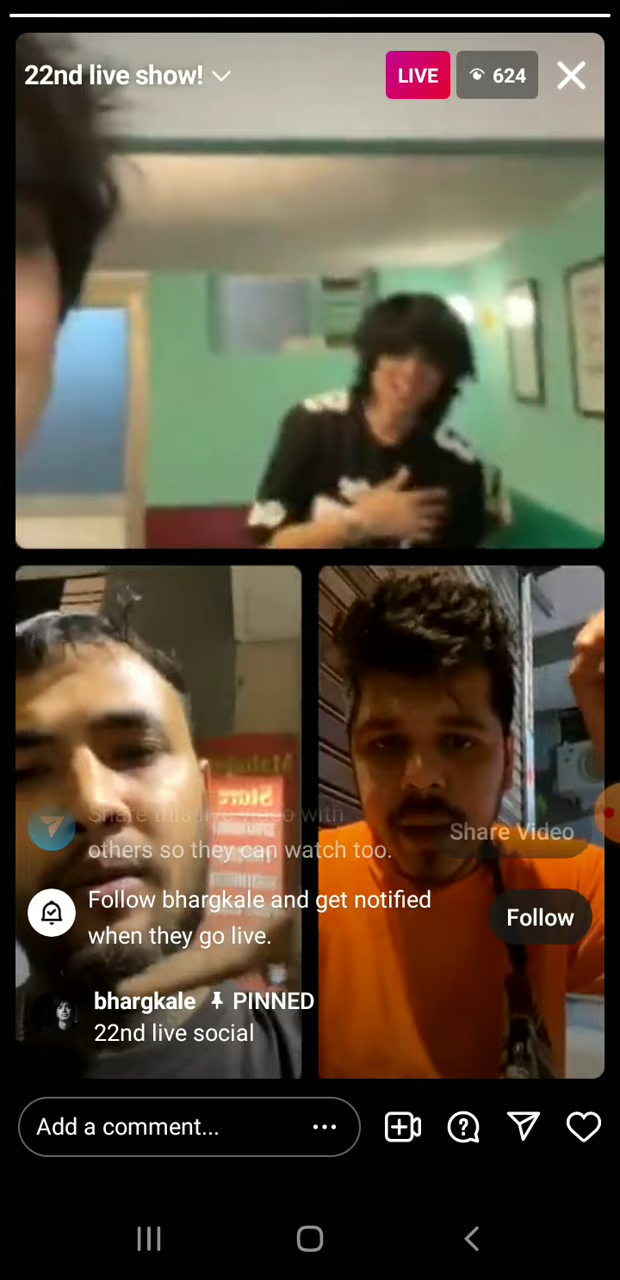 22nd live show!
LIVE
624
Store
Share this live video with
others so they can watch too.
Share Video
Follow bhargkale and get notified
when they go live.
Follow
bhargkale PINNED
22nd live social
Add a comment...